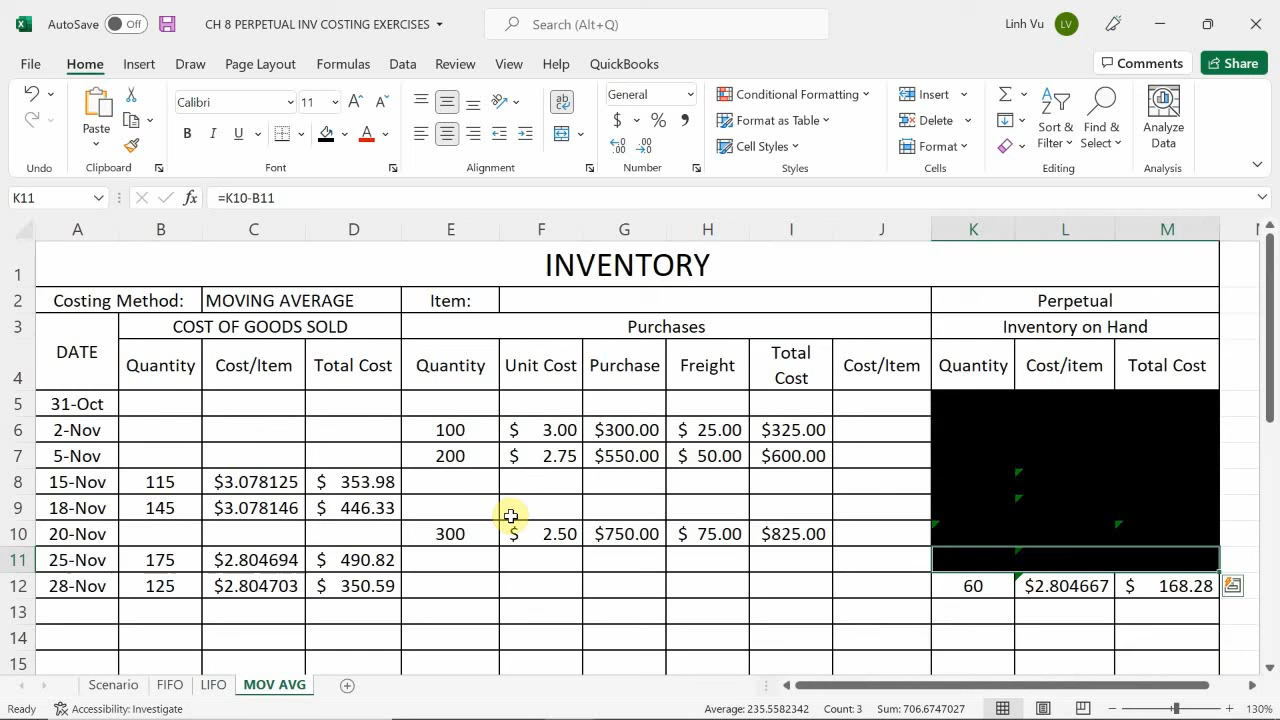 AutoSave Off CH 8 PERPETUAL INV COSTING EXERCISES Search (Alt+Q) Linh Vu LV
File Home Insert Draw Page Layout Formulas Data Review View Help QuickBooks Comments Share
Paste Calibri 11 General Conditional Formatting Format as Table Cell Styles Insert Delete Format Sort & Filter Find & Select Analyze Data
Undo Clipboard Font Alignment Number Styles Cells Editing Analysis
K11 fx =K10-B11
A B C D E F G H I J K L M
1 INVENTORY
2 Costing Method: MOVING AVERAGE Item: Perpetual
3 DATE COST OF GOODS SOLD Purchases Inventory on Hand
4 Quantity Cost/Item Total Cost Quantity Unit Cost Purchase Freight Total Cost Cost/Item Quantity Cost/item Total Cost
5 31-Oct
6 2-Nov 100 $ 3.00 $300.00 $ 25.00 $325.00
7 5-Nov 200 $ 2.75 $550.00 $ 50.00 $600.00
8 15-Nov 115 $3.078125 $ 353.98
9 18-Nov 145 $3.078146 $ 446.33
10 20-Nov 300 $ 2.50 $750.00 $ 75.00 $825.00
11 25-Nov 175 $2.804694 $ 490.82
12 28-Nov 125 $2.804703 $ 350.59 60 $2.804667 $ 168.28
13
14
15
Scenario FIFO LIFO MOV AVG
Ready Accessibility: Investigate Average: 235.5582342 Count: 3 Sum: 706.6747027 130%